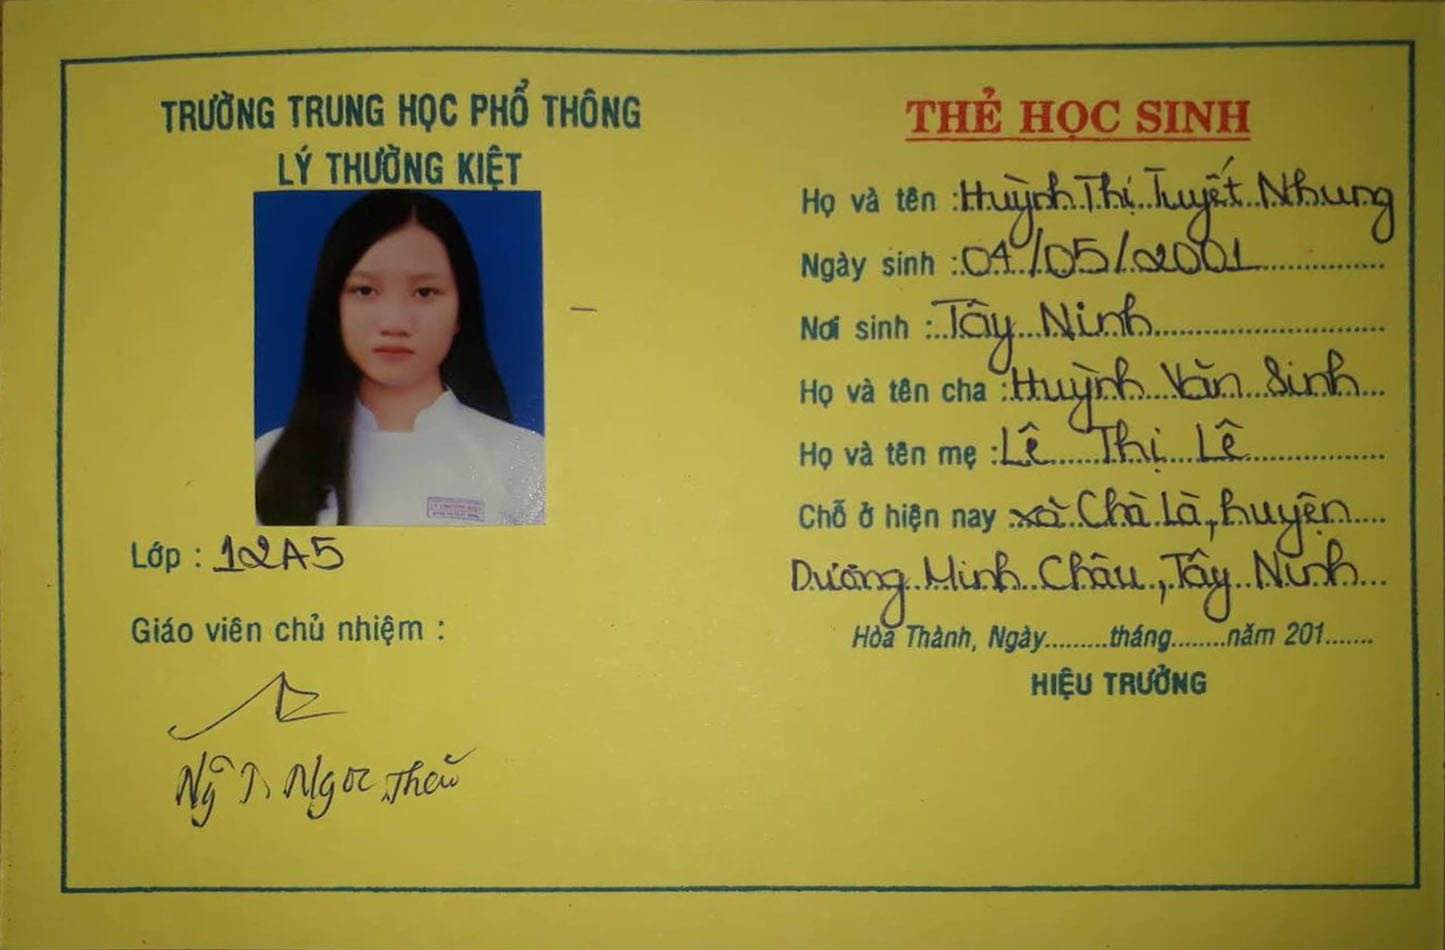 TRƯỜNG TRUNG HỌC PHỔ THÔNG
LÝ THƯỜNG KIỆT
Lớp : 12A5
Giáo viên chủ nhiệm :
Ngọc
THẺ HỌC SINH
Họ và tên : Huỳnh Thị Tuyết Nhung
Ngày sinh : 04/05/2001
Nơi sinh : Tây Ninh
Họ và tên cha : Huỳnh Văn Sinh
Họ và tên mẹ : Lê Thị Lê
Chỗ ở hiện nay xã Chà Là, huyện
Dương Minh Châu, Tây Ninh
Hòa Thành, Ngày.........tháng........năm 201.......
HIỆU TRƯỞNG